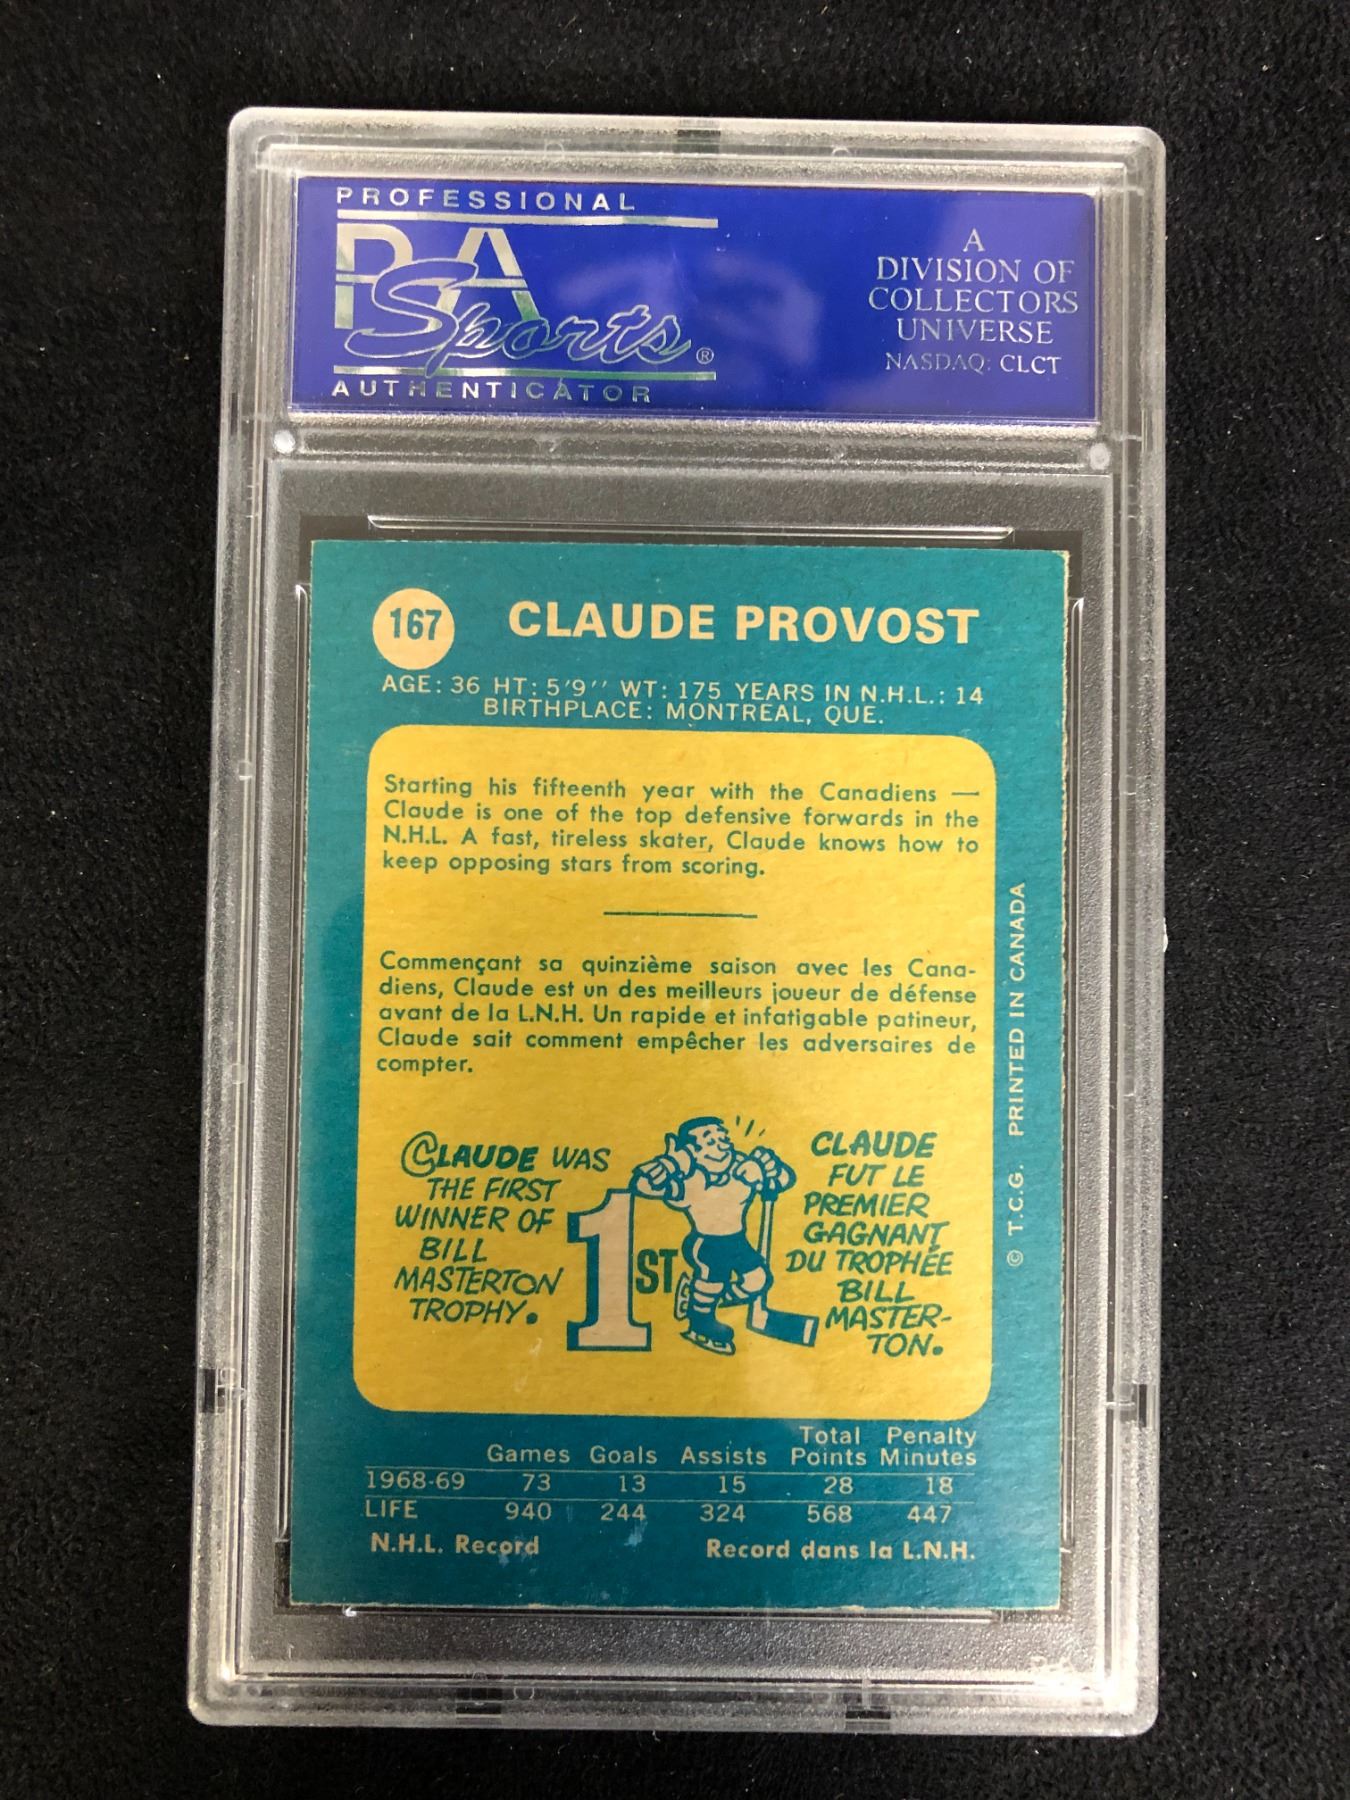 PROFESSIONAL
PSA
Sports®
AUTHENTICATOR
A
DIVISION OF
COLLECTORS
UNIVERSE
NASDAQ: CLCT
167 CLAUDE PROVOST
AGE: 36 HT: 5'9'' WT: 175 YEARS IN N.H.L.: 14
BIRTHPLACE: MONTREAL, QUE.
Starting his fifteenth year with the Canadiens —
Claude is one of the top defensive forwards in the
N.H.L. A fast, tireless skater, Claude knows how to
keep opposing stars from scoring.
Commençant sa quinzième saison avec les Cana-
diens, Claude est un des meilleurs joueur de défense
avant de la L.N.H. Un rapide et infatigable patineur,
Claude sait comment empêcher les adversaires de
compter.
CLAUDE WAS
THE FIRST
WINNER OF
BILL
MASTERTON
TROPHY.
1ST
CLAUDE
FUT LE
PREMIER
GAGNANT
DU TROPHÉE
BILL
MASTER-
TON.
© T.C.G. PRINTED IN CANADA
Games Goals Assists Total Points Penalty Minutes
1968-69 73 13 15 28 18
LIFE 940 244 324 568 447
N.H.L. Record Record dans la L.N.H.